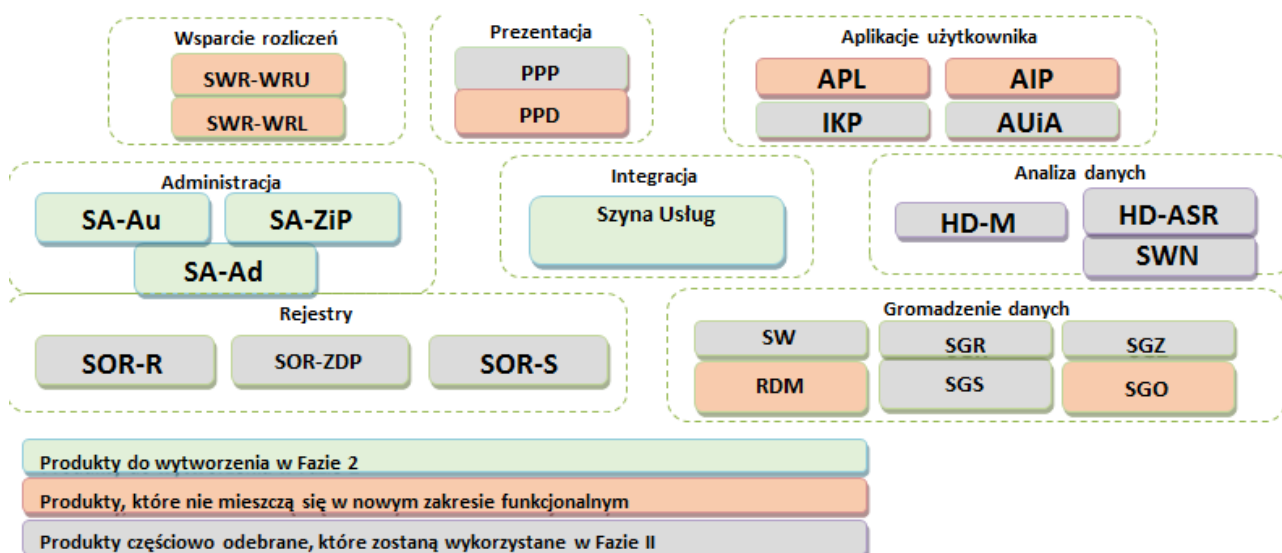 Wsparcie rozliczeń
SWR-WRU
SWR-WRL
Prezentacja
PPP
PPD
Aplikacje użytkownika
APL
AIP
IKP
AUiA
Administracja
SA-Au
SA-ZiP
SA-Ad
Integracja
Szyna Usług
Analiza danych
HD-M
HD-ASR
SWN
Rejestry
SOR-R
SOR-ZDP
SOR-S
Gromadzenie danych
SW
SGR
SGZ
RDM
SGS
SGO
Produkty do wytworzenia w Fazie 2
Produkty, które nie mieszczą się w nowym zakresie funkcjonalnym
Produkty częściowo odebrane, które zostaną wykorzystane w Fazie II